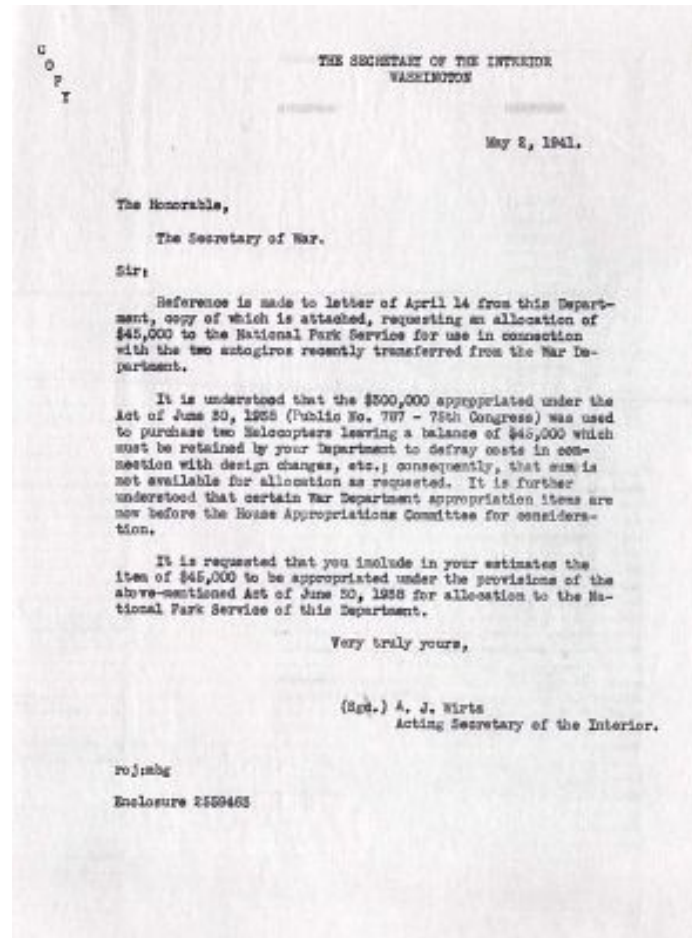 COPY
THE SECRETARY OF THE INTERIOR
WASHINGTON
May 2, 1941.
The Honorable,
The Secretary of War.
Sir:
Reference is made to letter of April 14 from this Depart-
ment, copy of which is attached, requesting an allocation of
$45,000 to the National Park Service for use in connection
with the two autogiros recently transferred from the War De-
partment.
It is understood that the $300,000 appropriated under the
Act of June 30, 1938 (Public No. 787 - 75th Congress) was used
to purchase two Helocopters leaving a balance of $45,000 which
must be retained by your Department to defray costs in con-
nection with design changes, etc.; consequently, that sum is
not available for allocation as requested. It is further
understood that certain War Department appropriation items are
now before the House Appropriations Committee for considera-
tion.
It is requested that you include in your estimates the
item of $45,000 to be appropriated under the provisions of the
above-mentioned Act of June 30, 1938 for allocation to the Na-
tional Park Service of this Department.
Very truly yours,
(Sgd.) A. J. Wirtz
Acting Secretary of the Interior.
roj:mbg
Enclosure 2559463